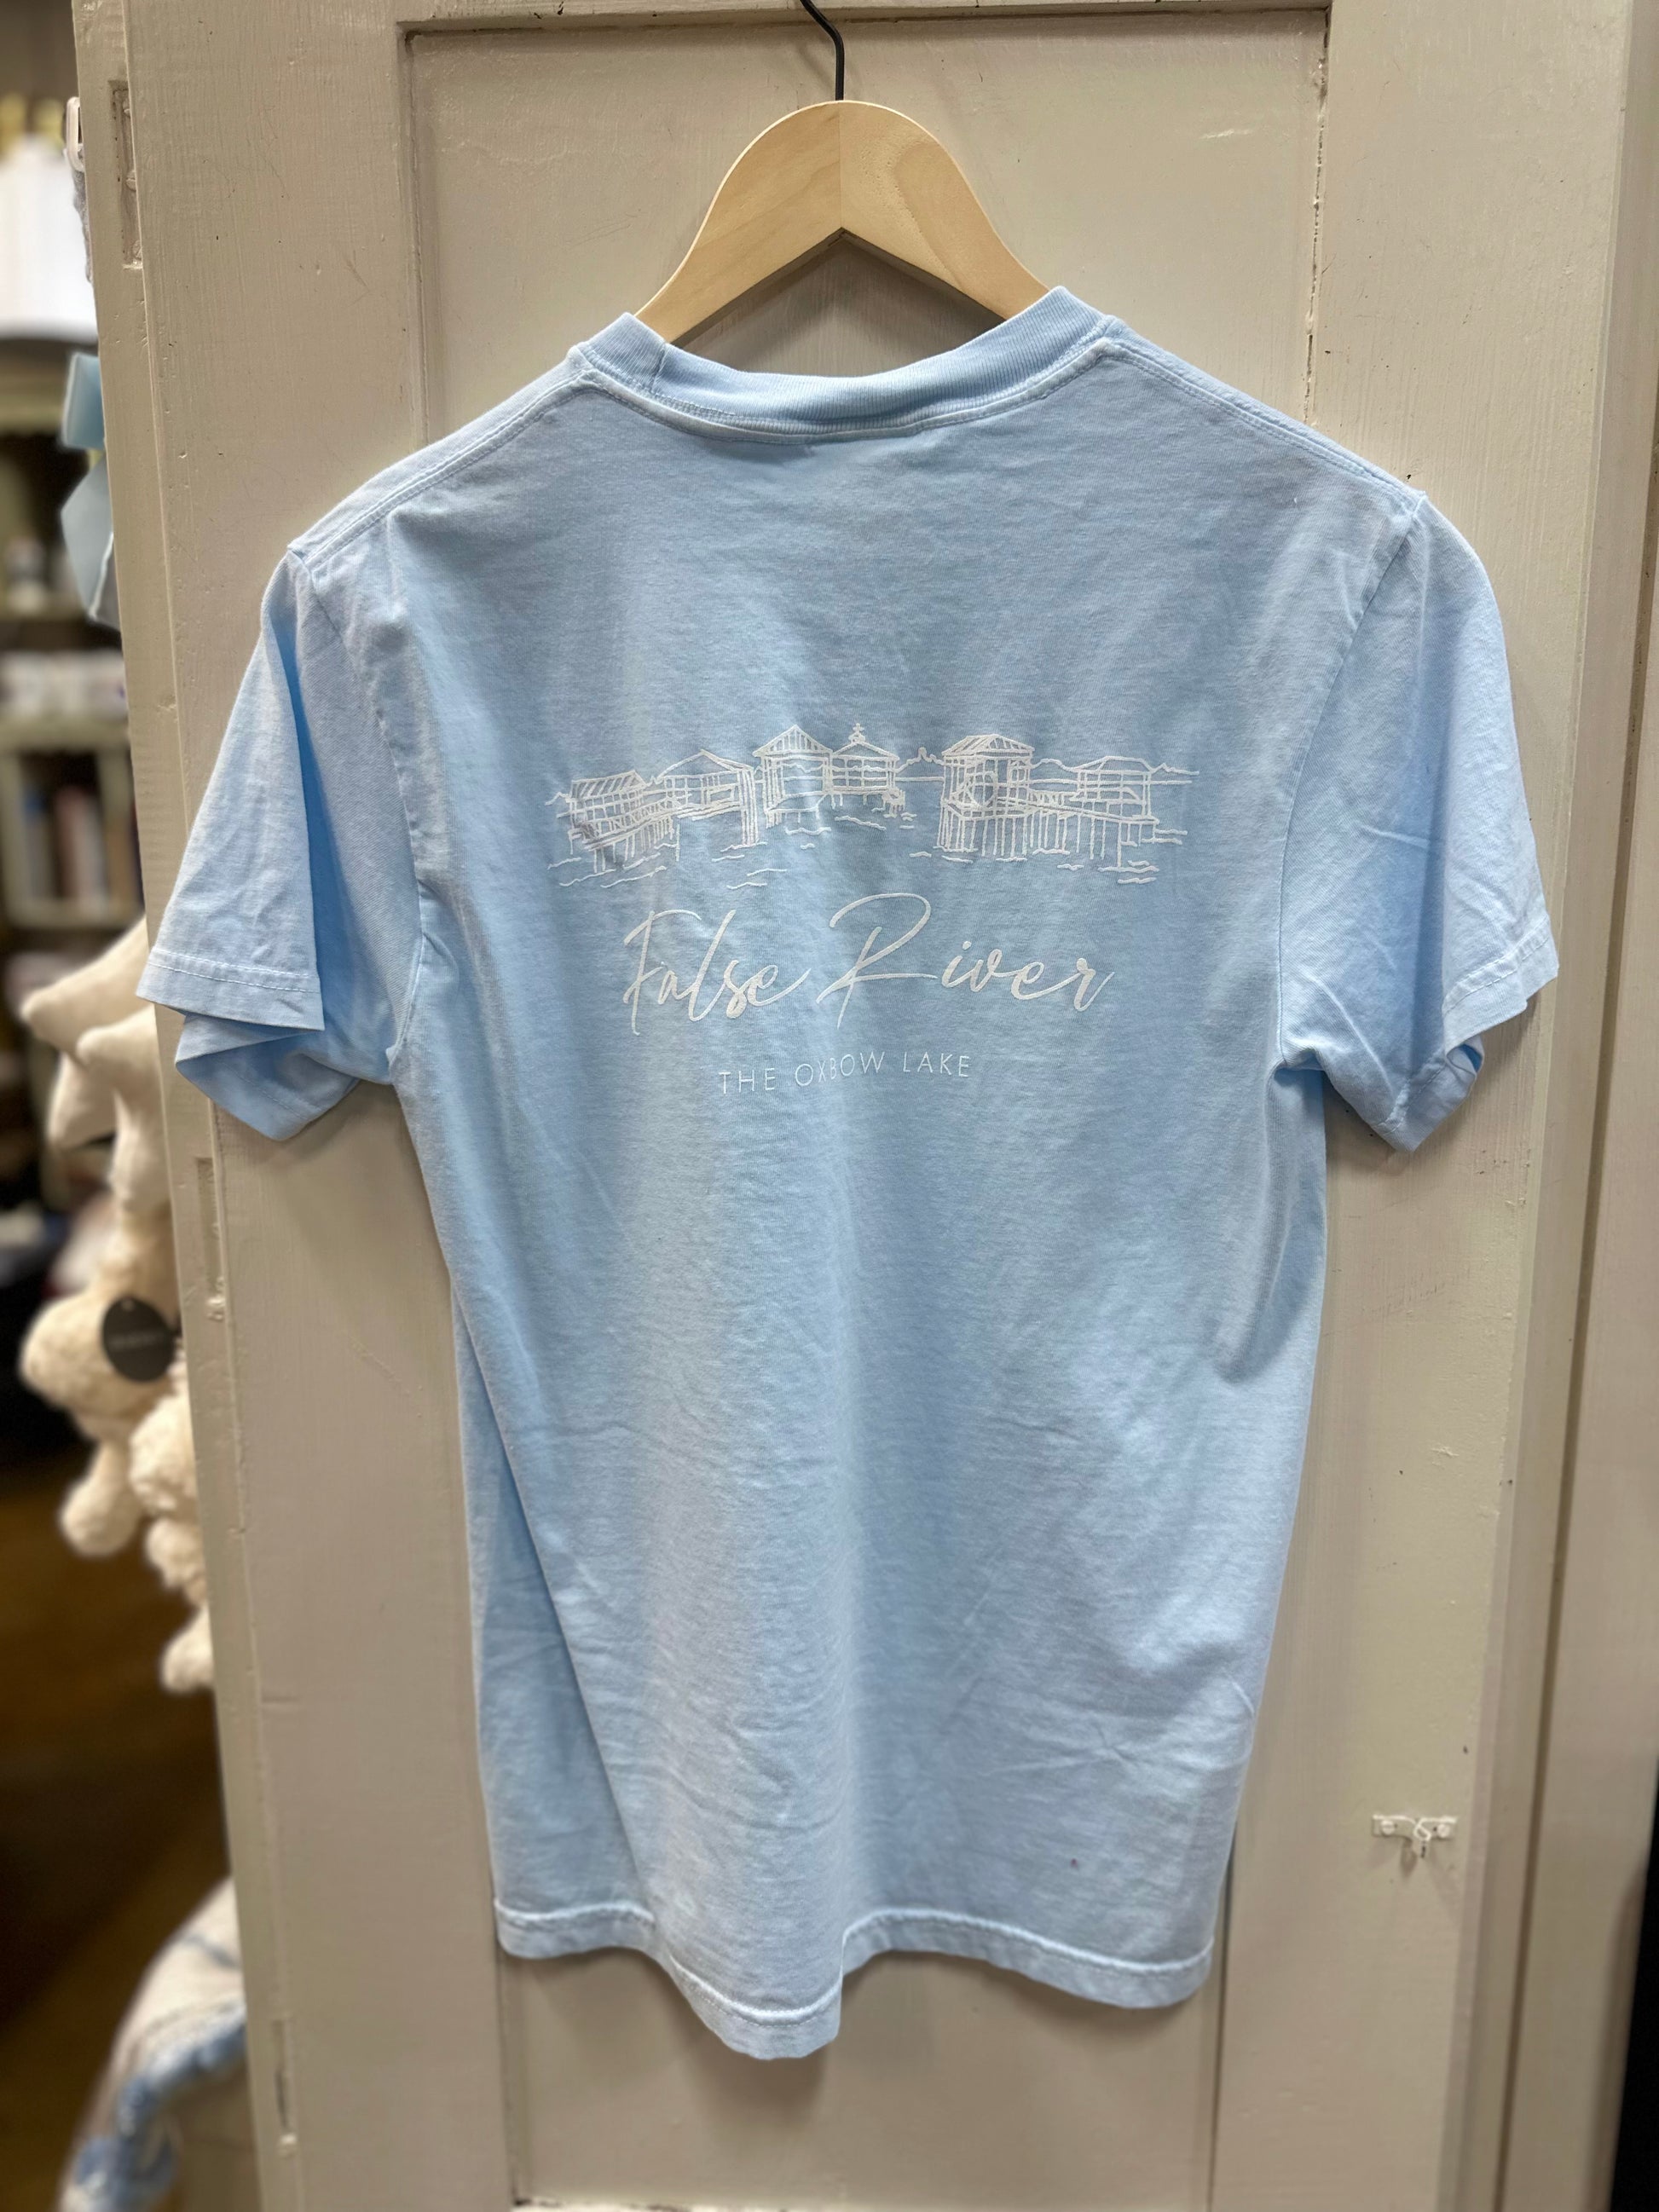 False River
THE OXBOW LAKE